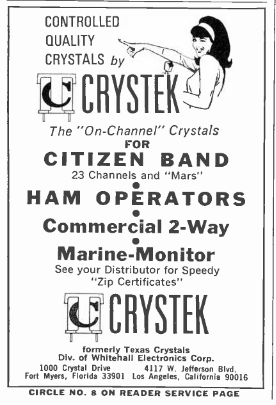 CONTROLLED
QUALITY
CRYSTALS by
C CRYSTEK
The "On-Channel" Crystals
FOR
CITIZEN BAND
23 Channels and "Mars"
HAM OPERATORS
Commercial 2-Way
Marine-Monitor
See your Distributor for Speedy
"Zip Certificates"
C CRYSTEK
formerly Texas Crystals
Div. of Whitehall Electronics Corp.
1000 Crystal Drive 4117 W. Jefferson Blvd.
Fort Myers, Florida 33901 Los Angeles, California 90016
CIRCLE NO. 8 ON READER SERVICE PAGE